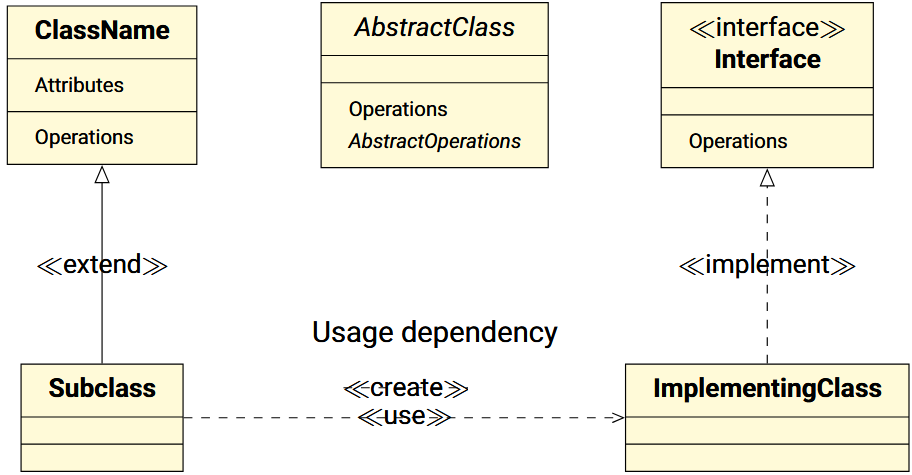 ClassName
Attributes
Operations
AbstractClass
Operations
AbstractOperations
≪interface≫
Interface
Operations
≪extend≫
≪implement≫
Usage dependency
Subclass
≪create≫
≪use≫
ImplementingClass